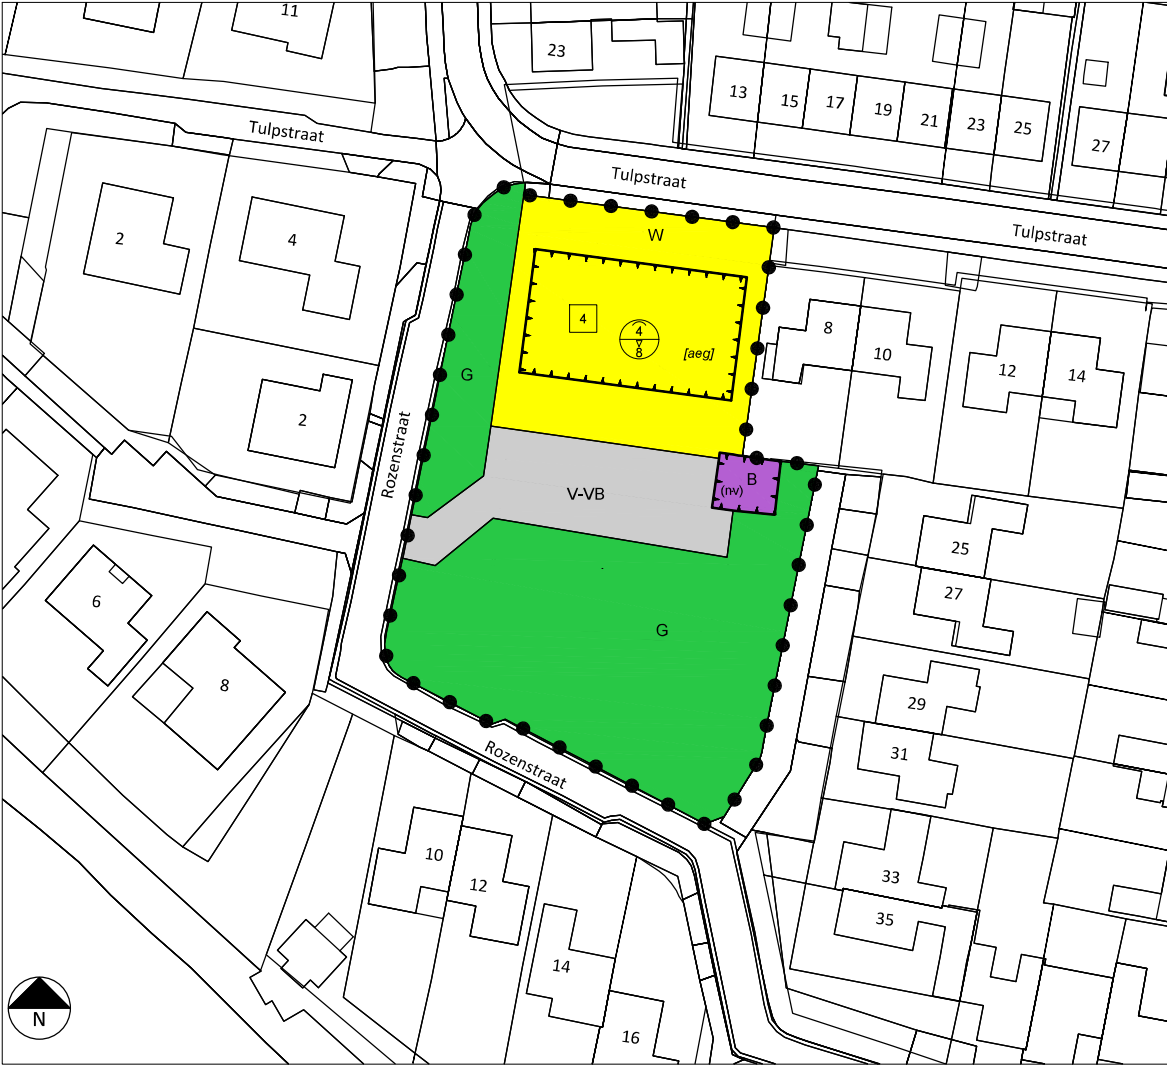 11
23
13
15
17
19
21
23
25
27
Tulpstraat
Tulpstraat
Tulpstraat
2
4
W
4
4
8
[aeg]
8
10
12
14
G
2
Rozenstraat
B
(nv)
V-VB
25
27
6
G
8
29
31
Rozenstraat
10
12
33
35
14
16
N